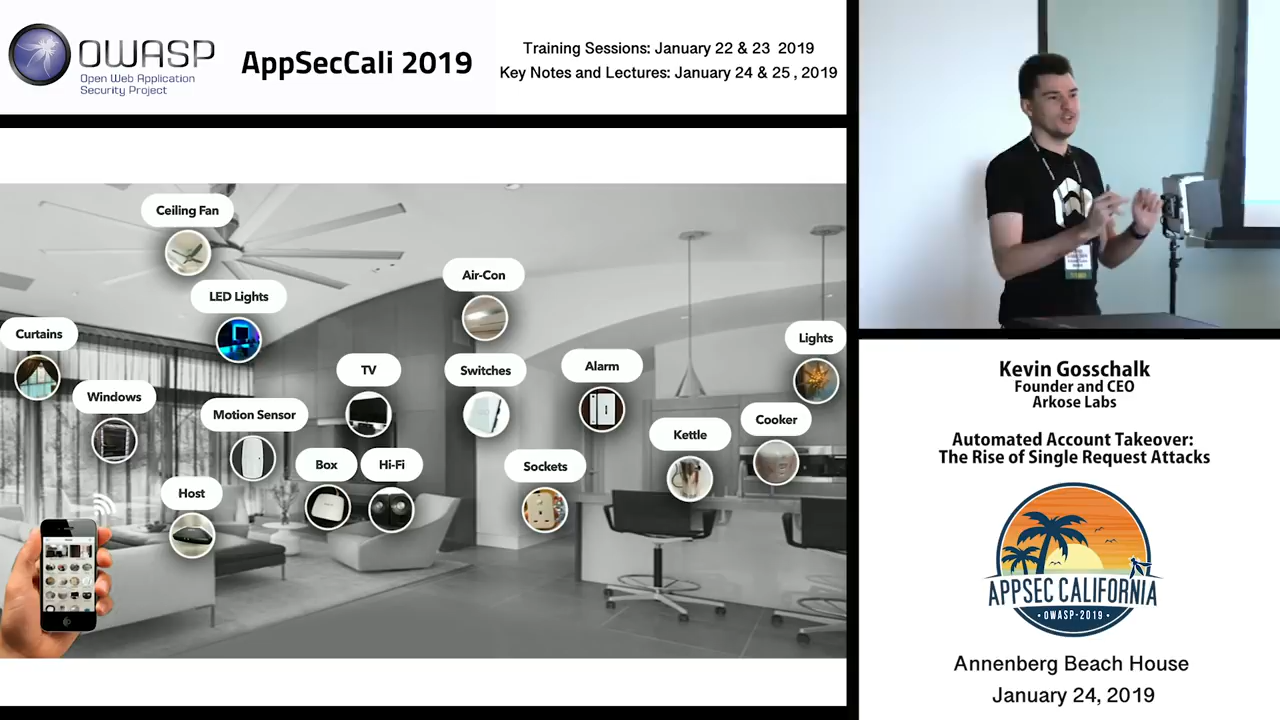 OWASP
Open Web Application
Security Project
AppSecCali 2019
Training Sessions: January 22 & 23 2019
Key Notes and Lectures: January 24 & 25 , 2019
Ceiling Fan
LED Lights
Air-Con
Curtains
Lights
TV
Switches
Alarm
Windows
Motion Sensor
Kettle
Cooker
Box
Hi-Fi
Sockets
Host
Kevin Gosschalk
Founder and CEO
Arkose Labs
Automated Account Takeover:
The Rise of Single Request Attacks
APPSEC CALIFORNIA
• OWASP-2019 •
Annenberg Beach House
January 24, 2019